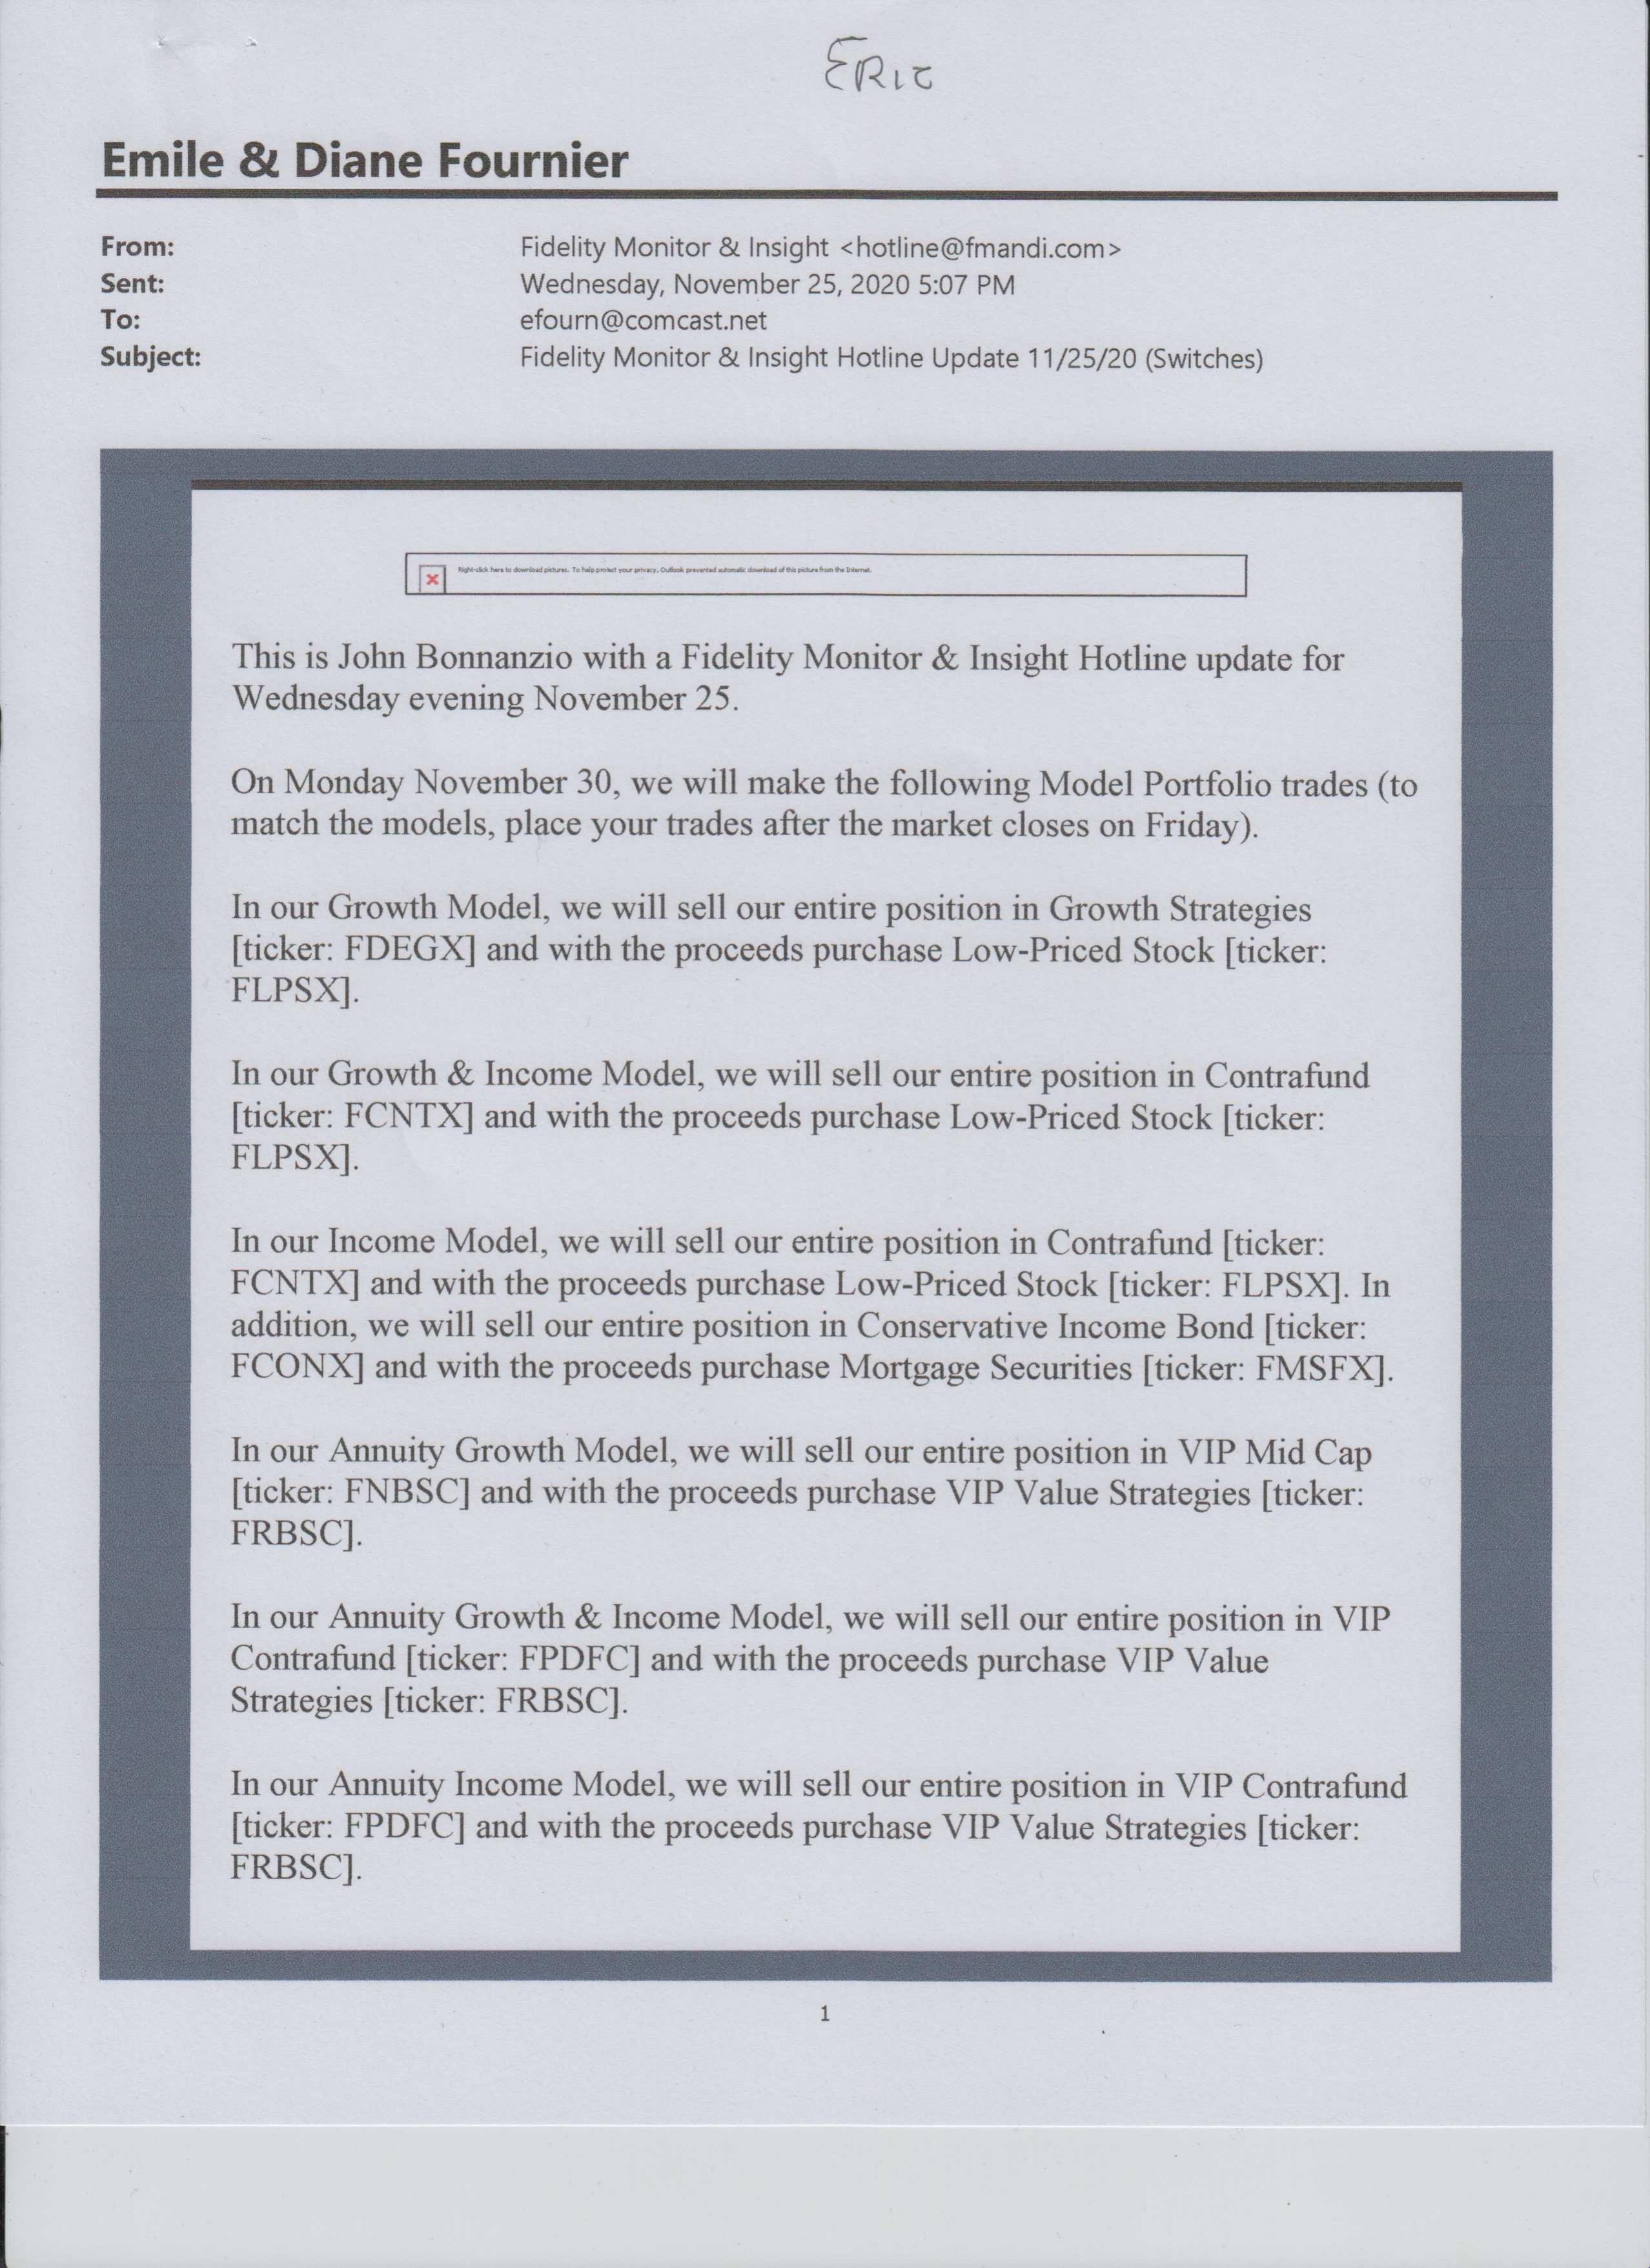 ERIC
Emile & Diane Fournier
From: Fidelity Monitor & Insight <hotline@fmandi.com>
Sent: Wednesday, November 25, 2020 5:07 PM
To: efourn@comcast.net
Subject: Fidelity Monitor & Insight Hotline Update 11/25/20 (Switches)
Right-click here to download pictures. To help protect your privacy, Outlook prevented automatic download of this picture from the Internet.
This is John Bonnanzio with a Fidelity Monitor & Insight Hotline update for
Wednesday evening November 25.
On Monday November 30, we will make the following Model Portfolio trades (to
match the models, place your trades after the market closes on Friday).
In our Growth Model, we will sell our entire position in Growth Strategies
[ticker: FDEGX] and with the proceeds purchase Low-Priced Stock [ticker:
FLPSX].
In our Growth & Income Model, we will sell our entire position in Contrafund
[ticker: FCNTX] and with the proceeds purchase Low-Priced Stock [ticker:
FLPSX].
In our Income Model, we will sell our entire position in Contrafund [ticker:
FCNTX] and with the proceeds purchase Low-Priced Stock [ticker: FLPSX]. In
addition, we will sell our entire position in Conservative Income Bond [ticker:
FCONX] and with the proceeds purchase Mortgage Securities [ticker: FMSFX].
In our Annuity Growth Model, we will sell our entire position in VIP Mid Cap
[ticker: FNBSC] and with the proceeds purchase VIP Value Strategies [ticker:
FRBSC].
In our Annuity Growth & Income Model, we will sell our entire position in VIP
Contrafund [ticker: FPDFC] and with the proceeds purchase VIP Value
Strategies [ticker: FRBSC].
In our Annuity Income Model, we will sell our entire position in VIP Contrafund
[ticker: FPDFC] and with the proceeds purchase VIP Value Strategies [ticker:
FRBSC].
1